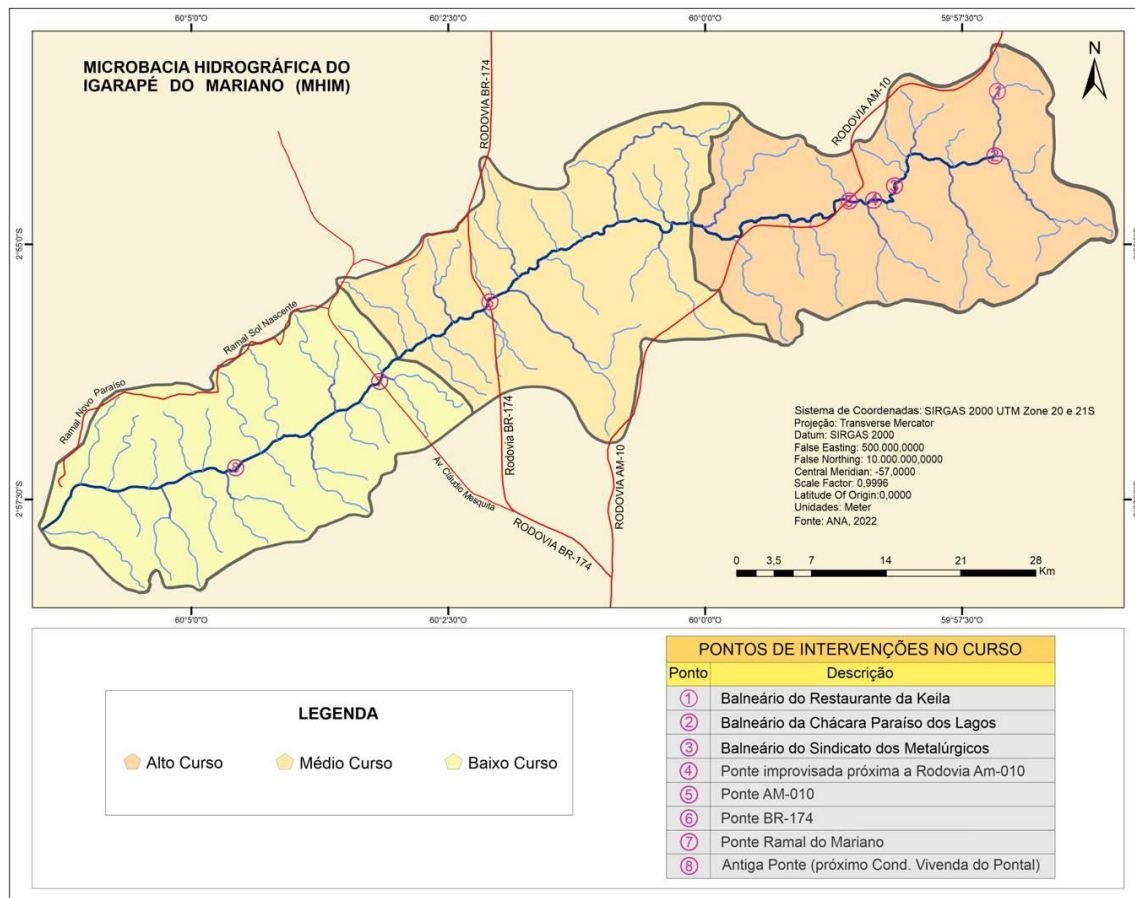 60°5'0"O
60°2'30"O
60°0'0"O
59°57'30"O
MICROBACIA HIDROGRÁFICA DO
IGARAPÉ DO MARIANO (MHIM)
N
RODOVIA BR-174
RODOVIA AM-10
1
2
3
4
5
2°55'0"S
6
Ramal Sol Nascente
7
Ramal Novo Paraíso
Rodovia BR-174
8
Av. Cláudio Mesquita
RODOVIA AM-10
2°57'30"S
RODOVIA BR-174
Sistema de Coordenadas: SIRGAS 2000 UTM Zone 20 e 21S
Projeção: Transverse Mercator
Datum: SIRGAS 2000
False Easting: 500.000,0000
False Northing: 10.000.000,0000
Central Meridian: -57,0000
Scale Factor: 0,9996
Latitude Of Origin:0,0000
Unidades: Meter
Fonte: ANA, 2022
0 3,5 7 14 21 28
Km
60°5'0"O
60°2'30"O
60°0'0"O
59°57'30"O
LEGENDA
Alto Curso Médio Curso Baixo Curso
PONTOS DE INTERVENÇÕES NO CURSO
Ponto Descrição
1 Balneário do Restaurante da Keila
2 Balneário da Chácara Paraíso dos Lagos
3 Balneário do Sindicato dos Metalúrgicos
4 Ponte improvisada próxima a Rodovia Am-010
5 Ponte AM-010
6 Ponte BR-174
7 Ponte Ramal do Mariano
8 Antiga Ponte (próximo Cond. Vivenda do Pontal)